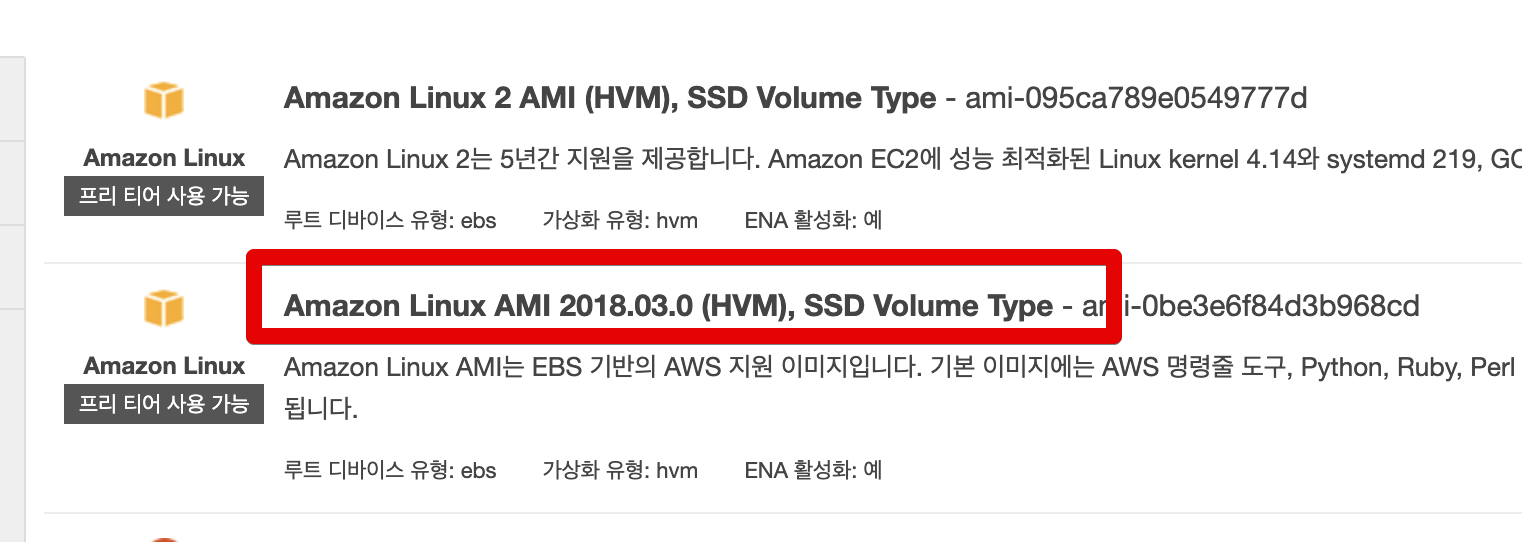 Amazon Linux 2 AMI (HVM), SSD Volume Type - ami-095ca789e0549777d
Amazon Linux
프리 티어 사용 가능
Amazon Linux 2는 5년간 지원을 제공합니다. Amazon EC2에 성능 최적화된 Linux kernel 4.14와 systemd 219, GC
루트 디바이스 유형: ebs 가상화 유형: hvm ENA 활성화: 예
Amazon Linux AMI 2018.03.0 (HVM), SSD Volume Type - ami-0be3e6f84d3b968cd
Amazon Linux
프리 티어 사용 가능
Amazon Linux AMI는 EBS 기반의 AWS 지원 이미지입니다. 기본 이미지에는 AWS 명령줄 도구, Python, Ruby, Perl
됩니다.
루트 디바이스 유형: ebs 가상화 유형: hvm ENA 활성화: 예